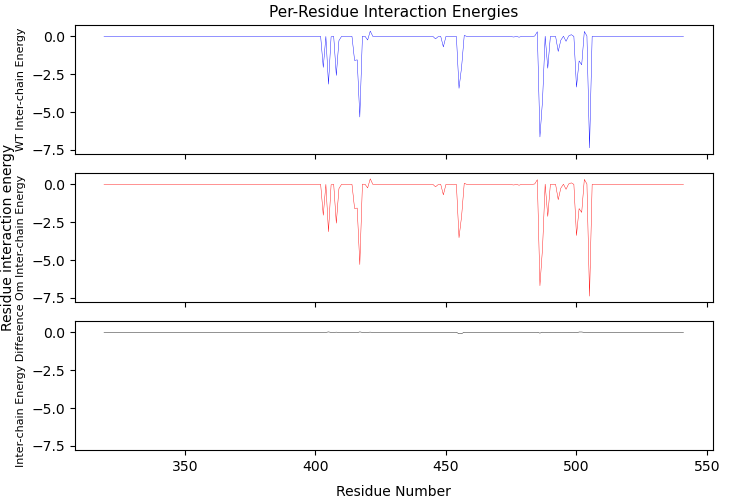 Per-Residue Interaction Energies
Residue interaction energy
WT Inter-chain Energy
0.0
−2.5
−5.0
−7.5
Om Inter-chain Energy
0.0
−2.5
−5.0
−7.5
Inter-chain Energy Difference
0.0
−2.5
−5.0
−7.5
350 400 450 500 550
Residue Number